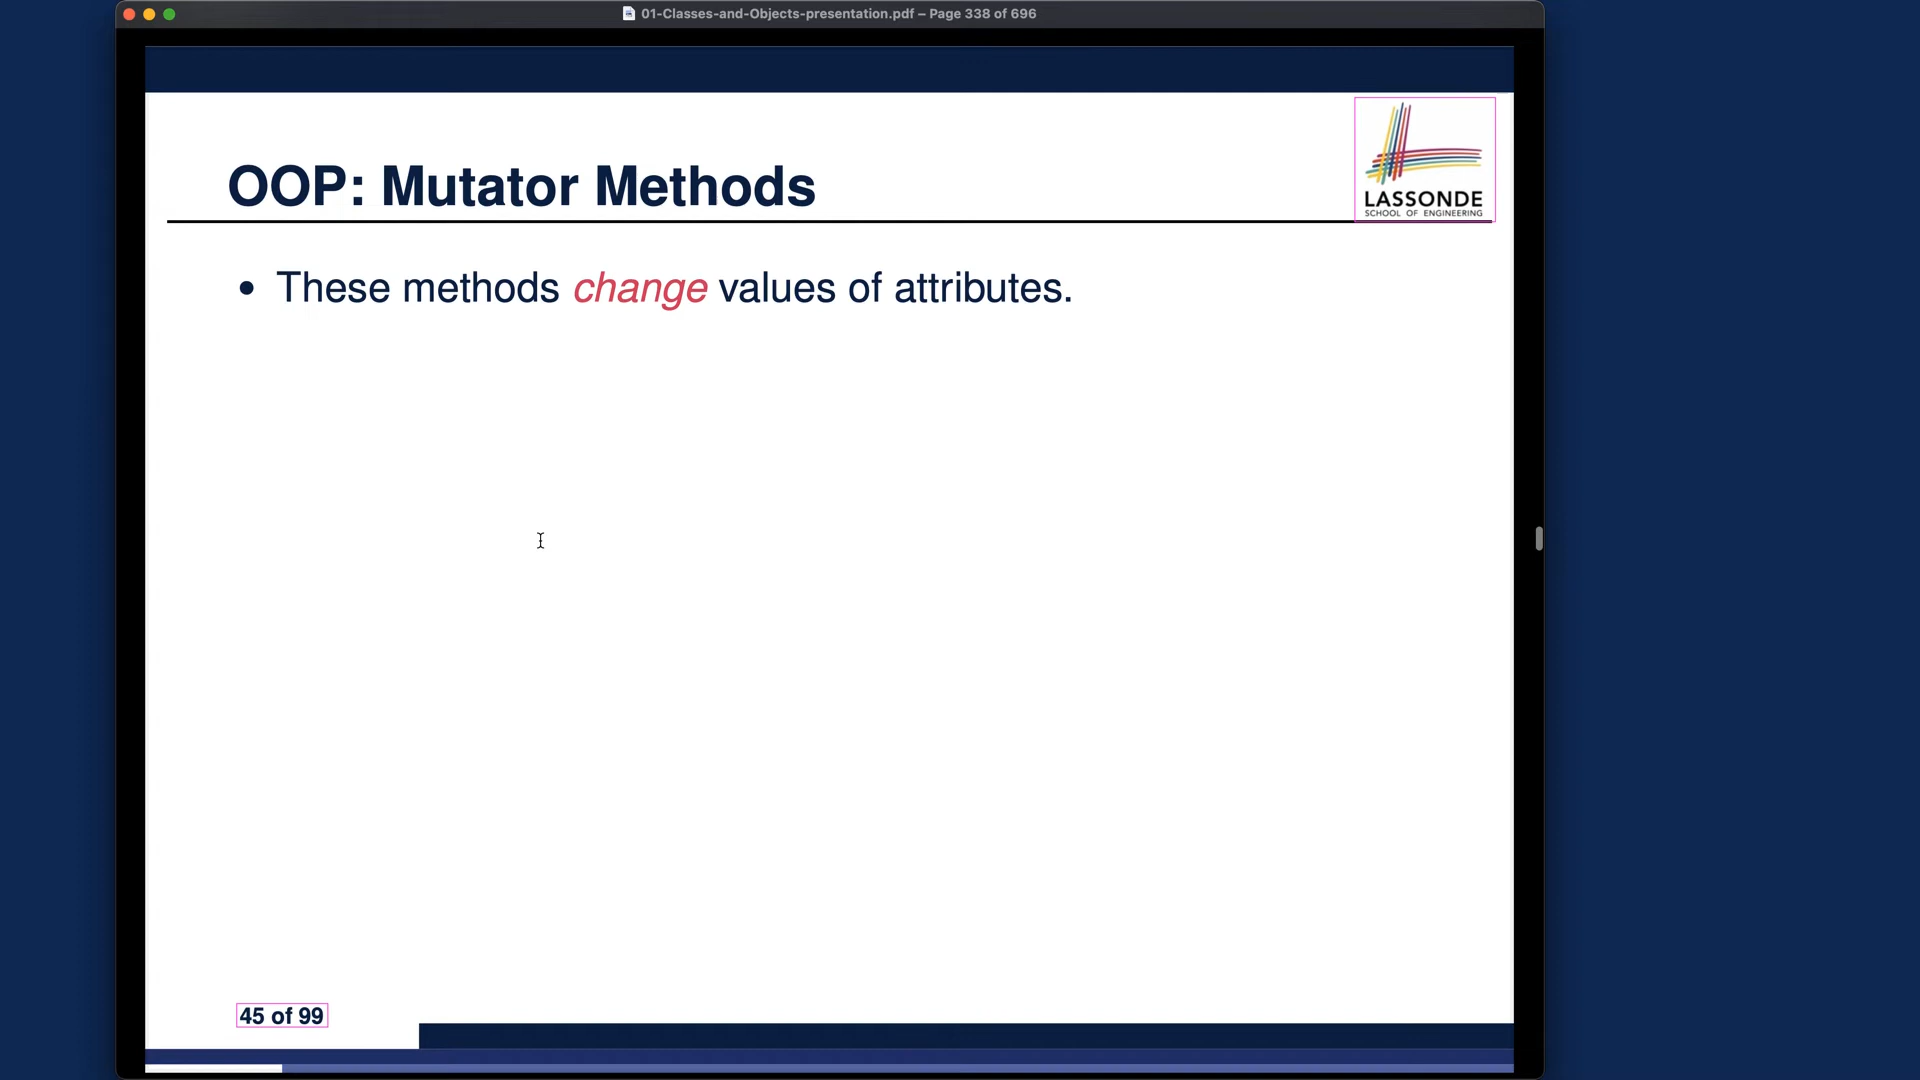 01-Classes-and-Objects-presentation.pdf – Page 338 of 696
LASSONDE
SCHOOL OF ENGINEERING
OOP: Mutator Methods
• These methods change values of attributes.
45 of 99